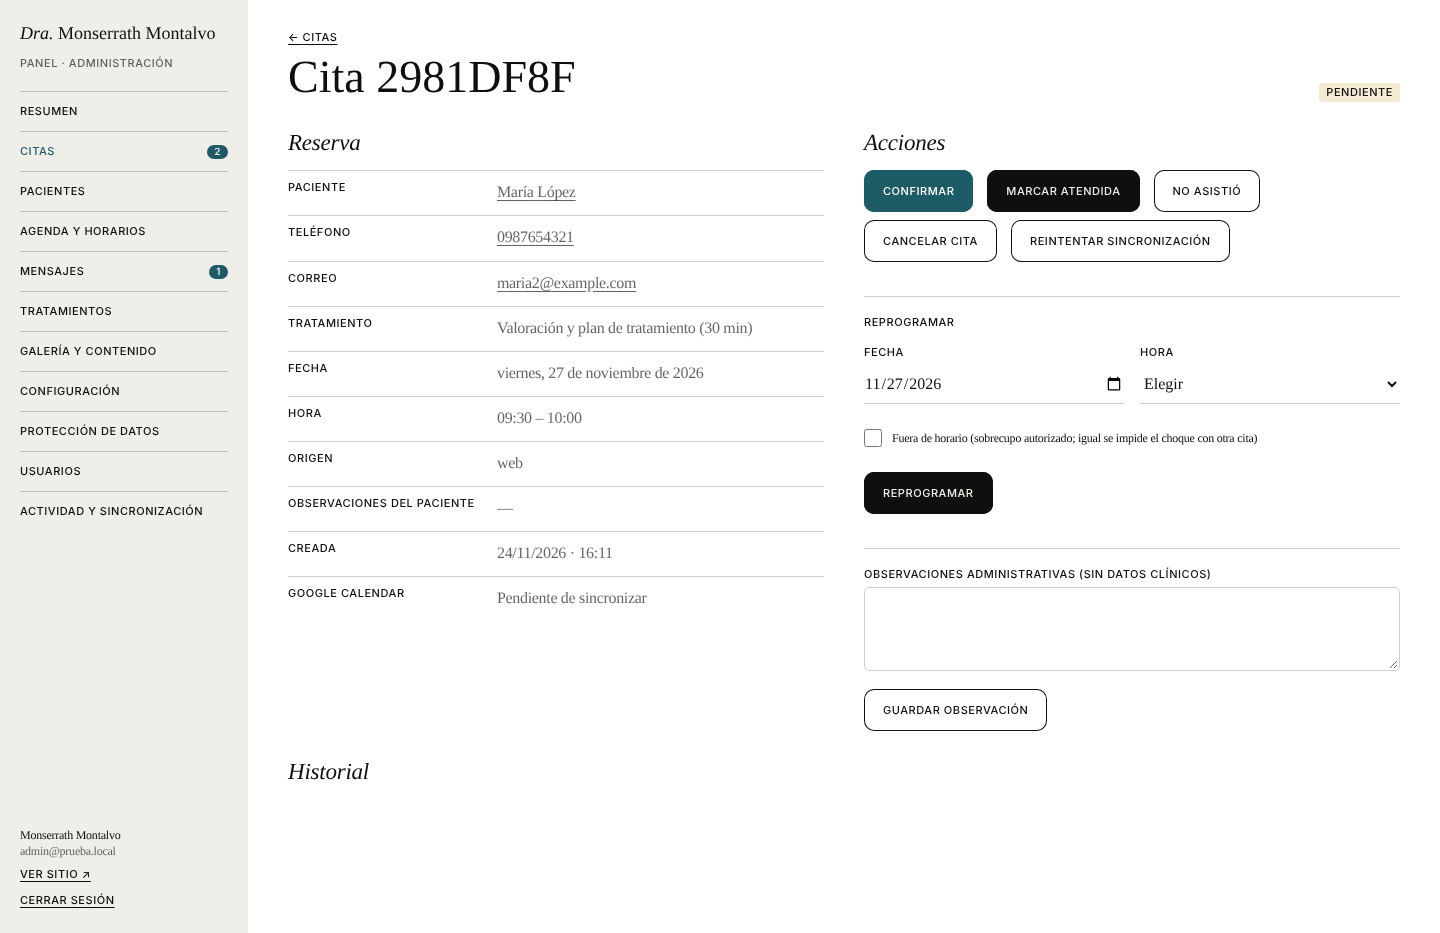 Dra. Monserrath Montalvo
PANEL · ADMINISTRACIÓN
RESUMEN
CITAS 2
PACIENTES
AGENDA Y HORARIOS
MENSAJES 1
TRATAMIENTOS
GALERÍA Y CONTENIDO
CONFIGURACIÓN
PROTECCIÓN DE DATOS
USUARIOS
ACTIVIDAD Y SINCRONIZACIÓN
Monserrath Montalvo
admin@prueba.local
VER SITIO ↗
CERRAR SESIÓN
← CITAS
Cita 2981DF8F
PENDIENTE
Reserva
PACIENTE María López
TELÉFONO 0987654321
CORREO maria2@example.com
TRATAMIENTO Valoración y plan de tratamiento (30 min)
FECHA viernes, 27 de noviembre de 2026
HORA 09:30 – 10:00
ORIGEN web
OBSERVACIONES DEL PACIENTE —
CREADA 24/11/2026 · 16:11
GOOGLE CALENDAR Pendiente de sincronizar
Acciones
CONFIRMAR MARCAR ATENDIDA NO ASISTIÓ
CANCELAR CITA REINTENTAR SINCRONIZACIÓN
REPROGRAMAR
FECHA HORA
11/27/2026 Elegir
Fuera de horario (sobrecupo autorizado; igual se impide el choque con otra cita)
REPROGRAMAR
OBSERVACIONES ADMINISTRATIVAS (SIN DATOS CLÍNICOS)
GUARDAR OBSERVACIÓN
Historial